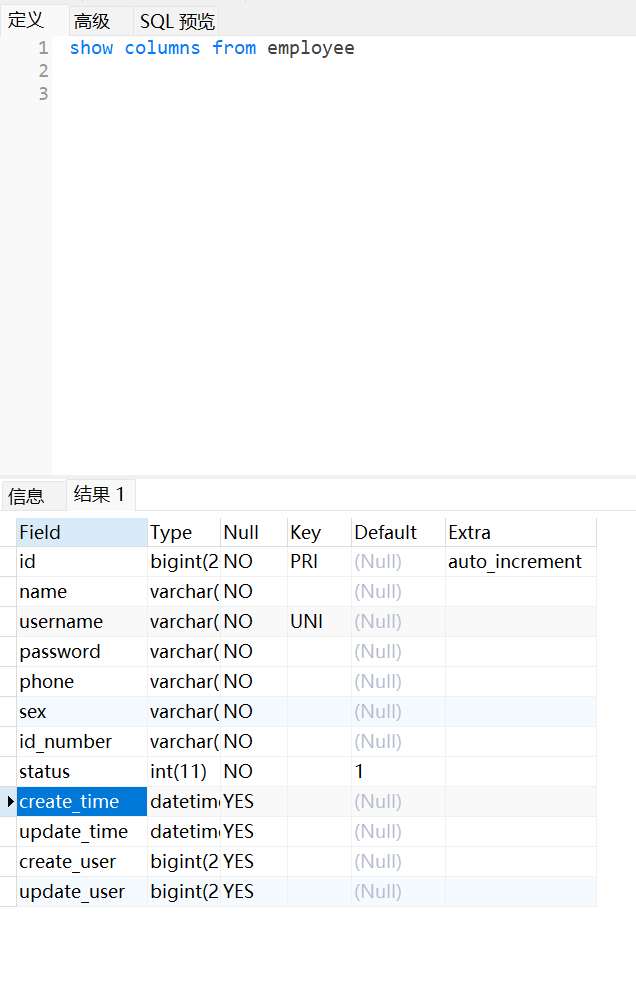 定义 高级 SQL 预览
1 show columns from employee
2
3
信息 结果 1
Field Type Null Key Default Extra
id bigint(2 NO PRI (Null) auto_increment
name varchar( NO (Null)
username varchar( NO UNI (Null)
password varchar( NO (Null)
phone varchar( NO (Null)
sex varchar( NO (Null)
id_number varchar( NO (Null)
status int(11) NO 1
create_time datetime YES (Null)
update_time datetime YES (Null)
create_user bigint(2 YES (Null)
update_user bigint(2 YES (Null)